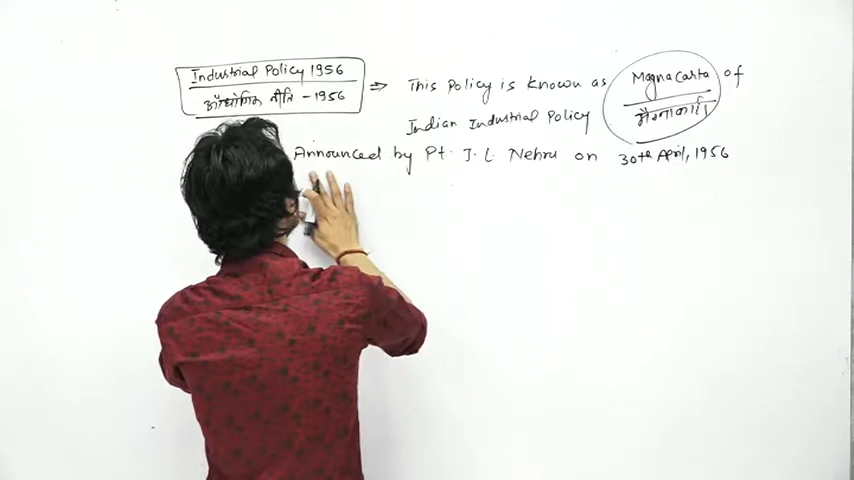 Industrial Policy 1956
औद्योगिक नीति - 1956
⇒ This Policy is known as Magna Carta of
मैग्नाकार्टा
Indian Industrial Policy
Announced by Pt. J. L Nehru on 30th April, 1956